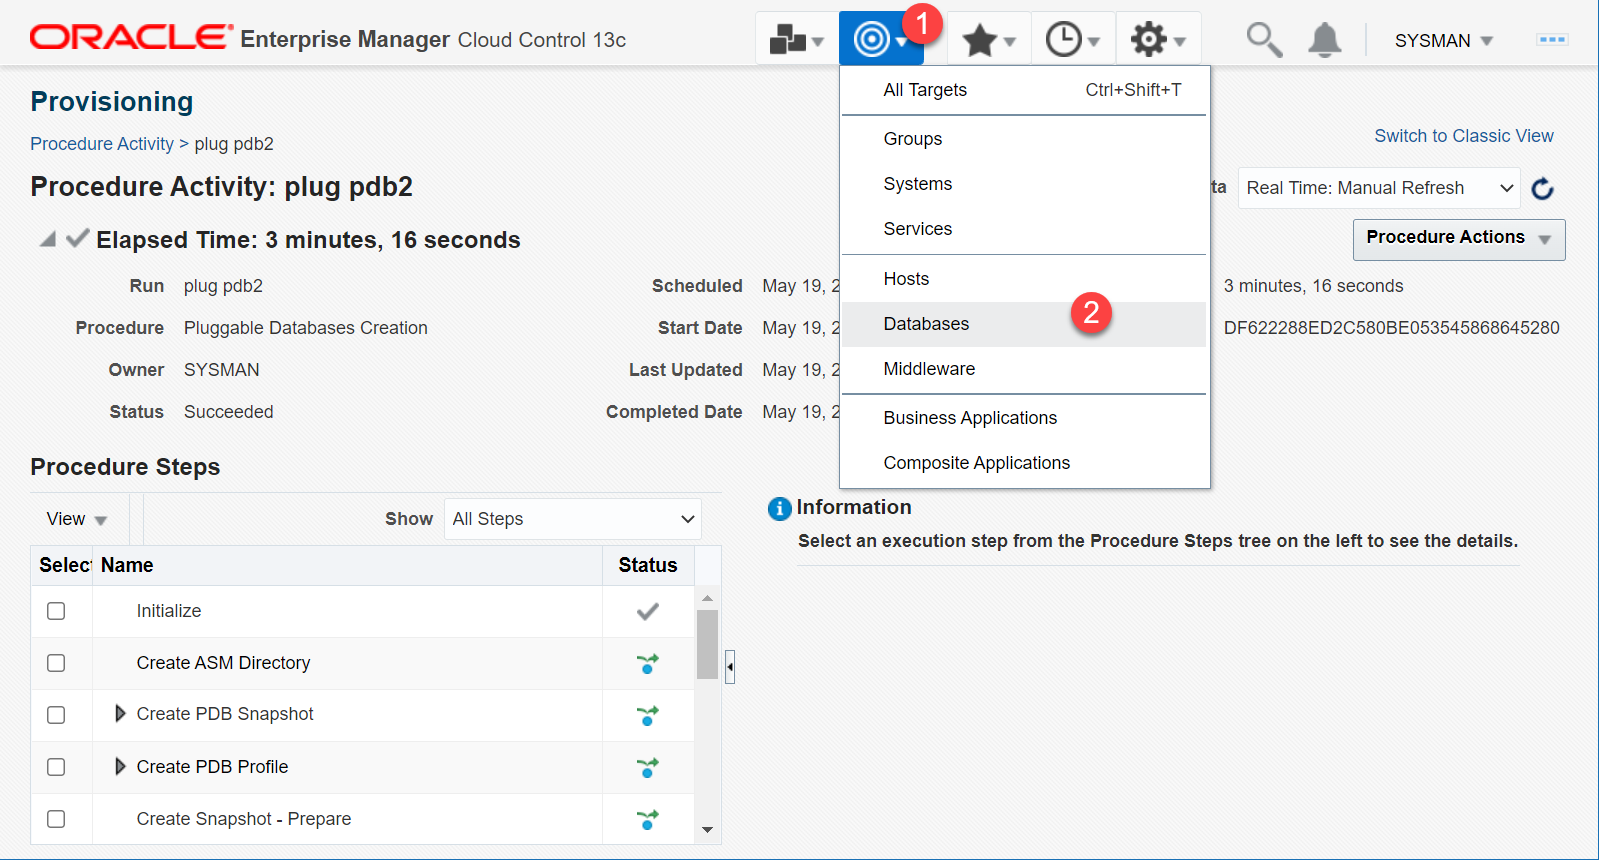 ORACLE Enterprise Manager Cloud Control 13c
1
SYSMAN
All Targets Ctrl+Shift+T
Groups
Systems
Services
Hosts
Databases 2
Middleware
Business Applications
Composite Applications
Provisioning
Procedure Activity > plug pdb2
Switch to Classic View
Procedure Activity: plug pdb2
ta Real Time: Manual Refresh
Elapsed Time: 3 minutes, 16 seconds
Procedure Actions
Run plug pdb2
Procedure Pluggable Databases Creation
Owner SYSMAN
Status Succeeded
Scheduled May 19, 2
Start Date May 19, 2
Last Updated May 19, 2
Completed Date May 19, 2
3 minutes, 16 seconds
DF622288ED2C580BE053545868645280
Procedure Steps
View Show All Steps
Select Name Status
Initialize
Create ASM Directory
Create PDB Snapshot
Create PDB Profile
Create Snapshot - Prepare
i Information
Select an execution step from the Procedure Steps tree on the left to see the details.